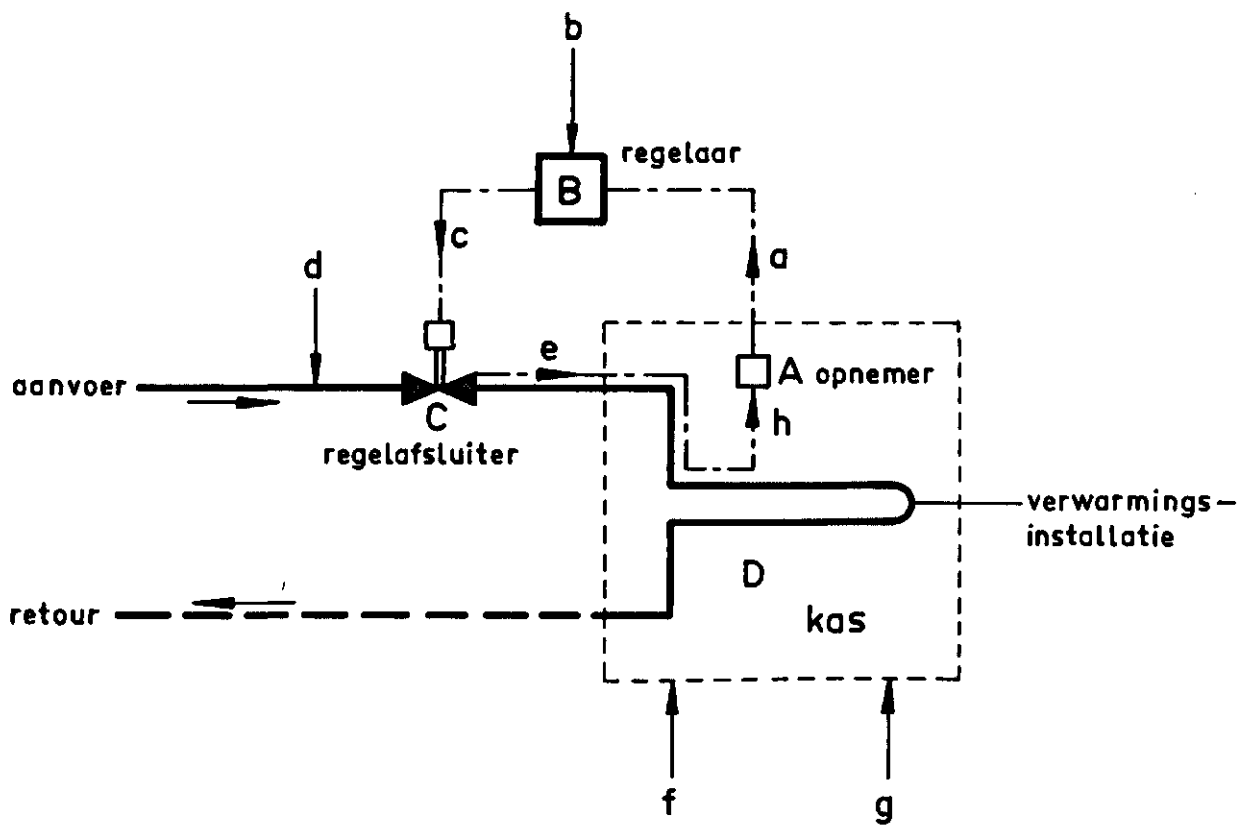 b
regelaar
B
c
a
d
e
A opnemer
aanvoer
C
h
regelafsluiter
verwarmings-
installatie
D
retour
kas
f
g